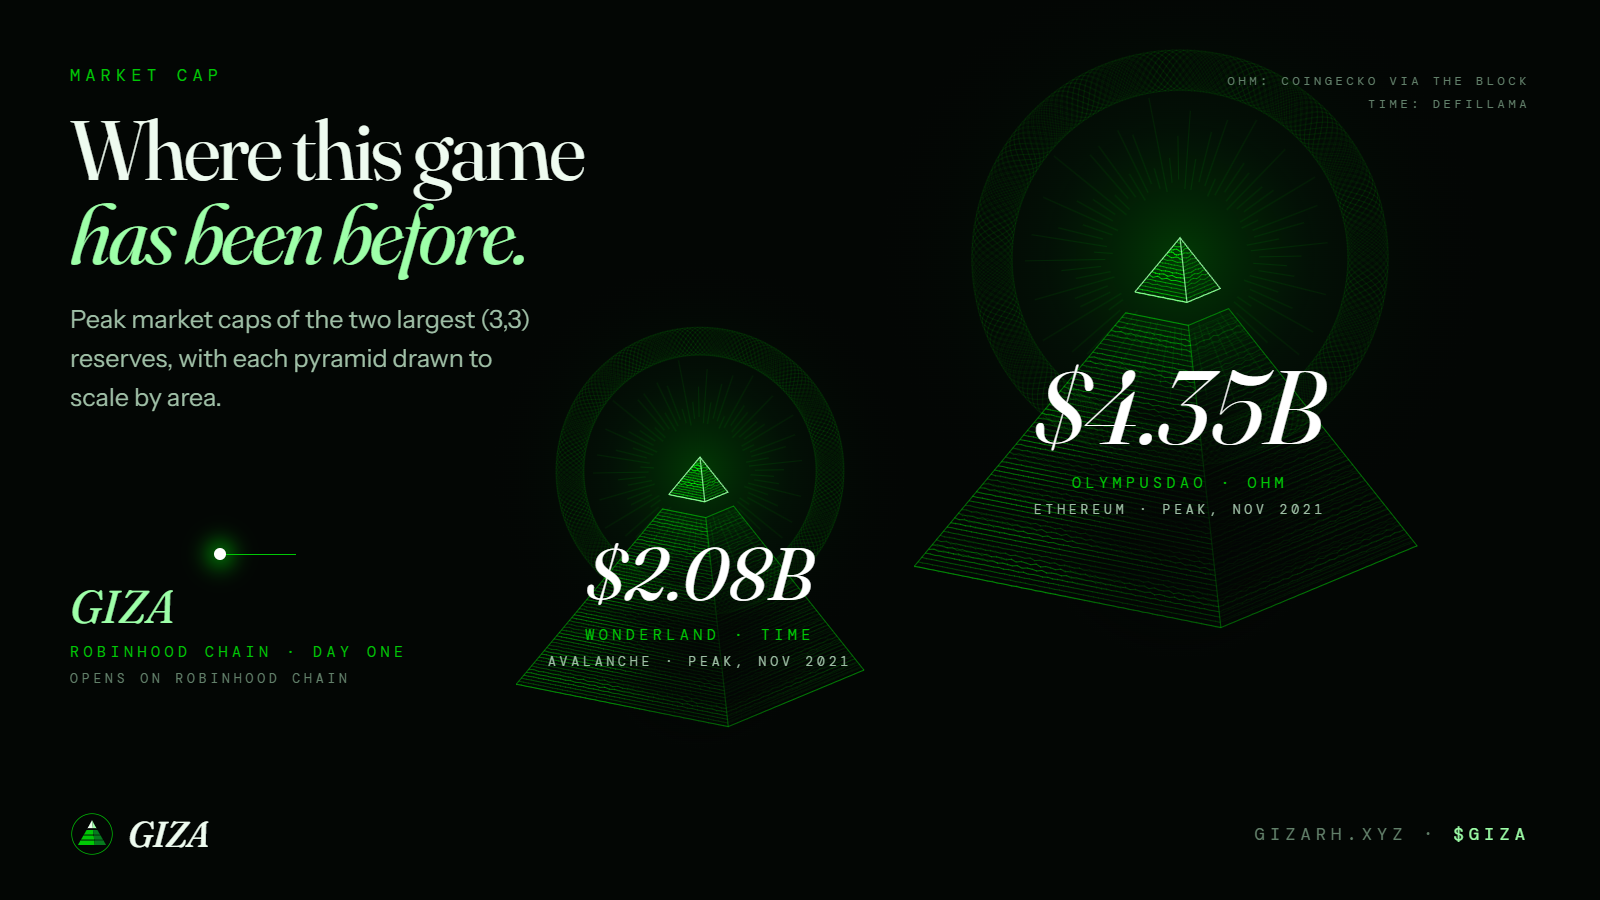 MARKET CAP
Where this game
has been before.
Peak market caps of the two largest (3,3)
reserves, with each pyramid drawn to
scale by area.
OHM: COINGECKO VIA THE BLOCK
TIME: DEFILLAMA
$4.35B
OLYMPUSDAO · OHM
ETHEREUM · PEAK, NOV 2021
$2.08B
WONDERLAND · TIME
AVALANCHE · PEAK, NOV 2021
GIZA
ROBINHOOD CHAIN · DAY ONE
OPENS ON ROBINHOOD CHAIN
GIZA
GIZARH.XYZ · $GIZA